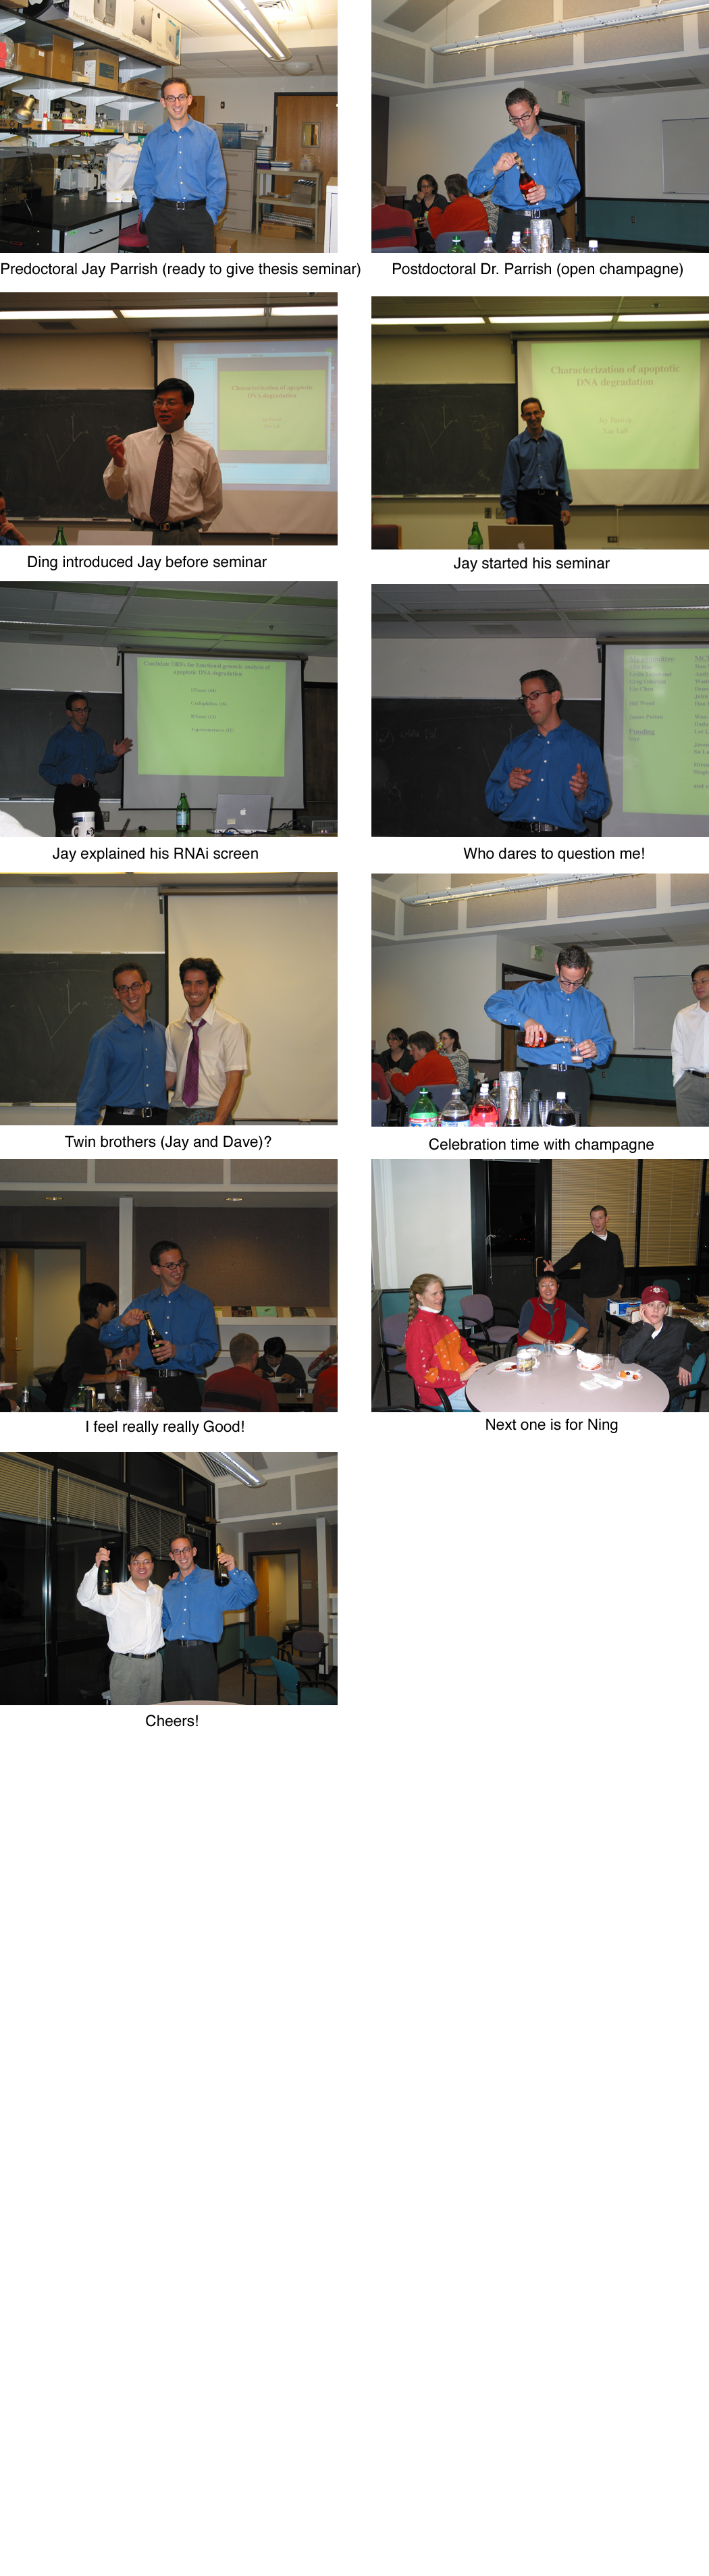 Predoctoral Jay Parrish (ready to give thesis seminar)
Postdoctoral Dr. Parrish (open champagne)
Characterization of apoptotic
DNA degradation
Characterization of apoptotic
DNA degradation
Jay Parrish
Xue Lab
Ding introduced Jay before seminar
Jay started his seminar
Candidate ORFs for functional genomic analysis of
apoptotic DNA degradation
Funding
Jay explained his RNAi screen
Who dares to question me!
Twin brothers (Jay and Dave)?
Celebration time with champagne
I feel really really Good!
Next one is for Ning
Cheers!